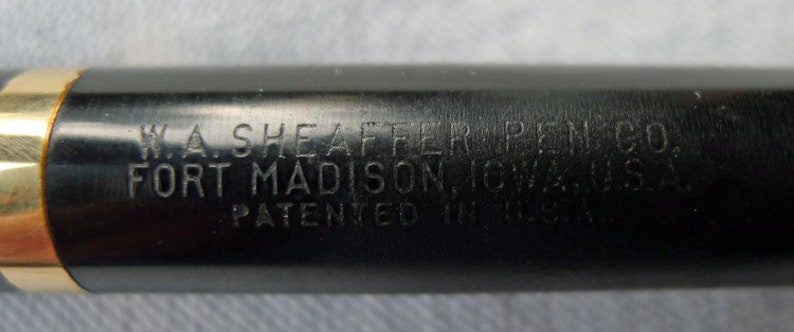 W.A. SHEAFFER PEN CO.
FORT MADISON, IOWA, U.S.A.
PATENTED IN U.S.A.